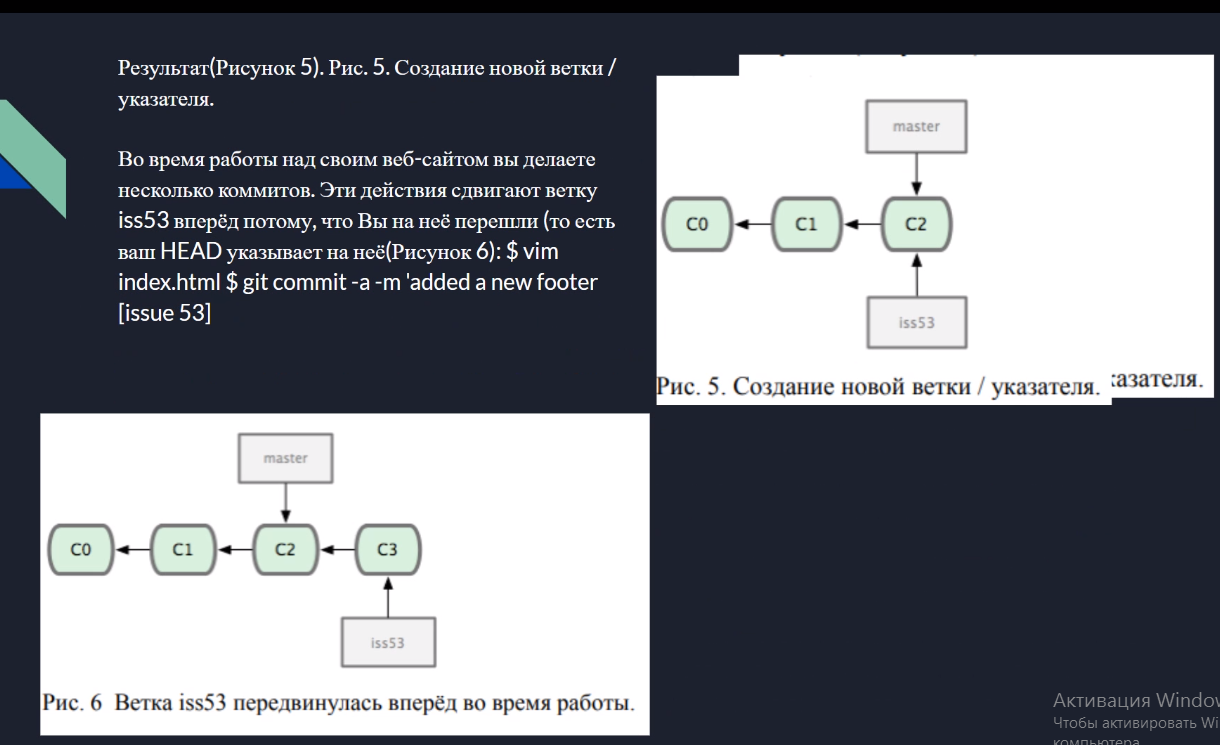 Результат(Рисунок 5). Рис. 5. Создание новой ветки /
указателя.
Во время работы над своим веб-сайтом вы делаете
несколько коммитов. Эти действия сдвигают ветку
iss53 вперёд потому, что Вы на неё перешли (то есть
ваш HEAD указывает на неё(Рисунок 6): $ vim
index.html $ git commit -a -m 'added a new footer
[issue 53]
master
C0 C1 C2
iss53
Рис. 5. Создание новой ветки / указателя.
казателя.
master
C0 C1 C2 C3
iss53
Рис. 6 Ветка iss53 передвинулась вперёд во время работы.
Активация Window
Чтобы активировать Wi
компьютера